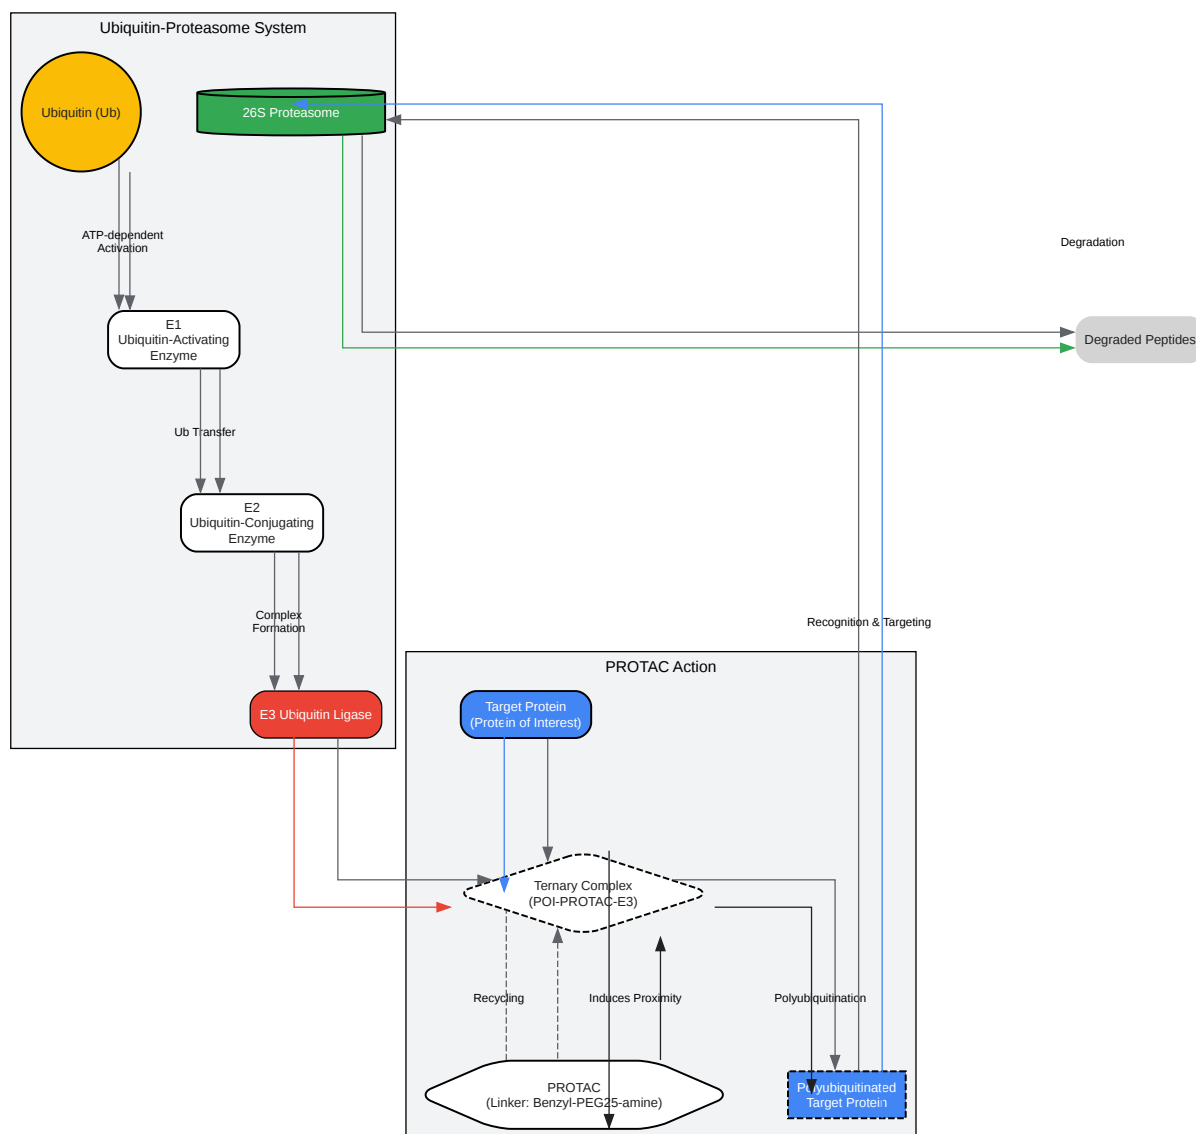 Ubiquitin-Proteasome System
Ubiquitin (Ub)
26S Proteasome
ATP-dependent
Activation
Degradation
E1
Ubiquitin-Activating
Enzyme
Degraded Peptides
Ub Transfer
E2
Ubiquitin-Conjugating
Enzyme
Complex
Formation
Recognition & Targeting
PROTAC Action
E3 Ubiquitin Ligase
Target Protein
(Protein of Interest)
Ternary Complex
(POI-PROTAC-E3)
Recycling
Induces Proximity
Polyubiquitination
PROTAC
(Linker: Benzyl-PEG25-amine)
Polyubiquitinated
Target Protein